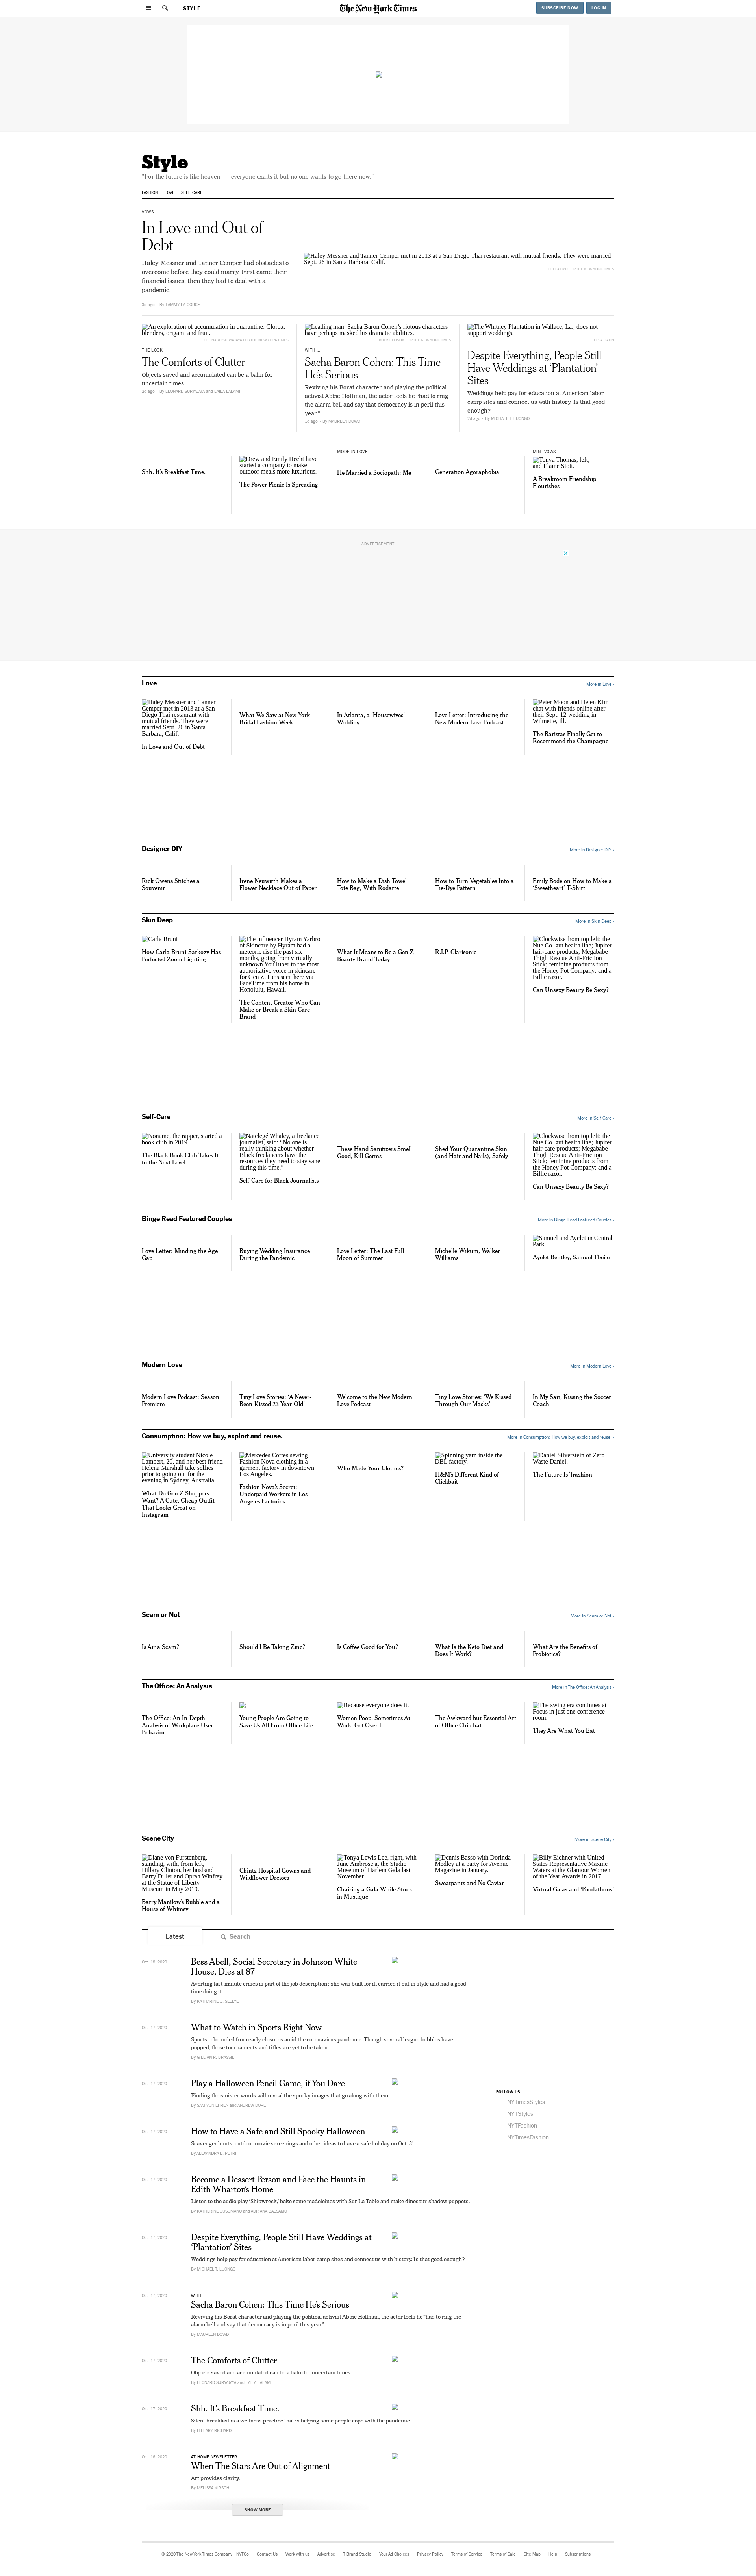 STYLE
The New York Times
SUBSCRIBE NOW
LOG IN
Style
"For the future is now like heaven — everyone exalts it but no one wants to go there now."
FASHION
LOVE
SELF-CARE
VOWS
In Love and Out of
Debt
Haley Messner and Tanner Cemper had obstacles to
overcome before they could marry. First came their
financial issues, then they had to deal with a
pandemic.
By TAMMY LA GORCE
Haley Messner and Tanner Cemper met in 2013 at a San Diego Thai restaurant with mutual friends. They were married
Sept. 26 in Santa Barbara, Calif.
An exploration of accumulation in quarantine: Clorox,
blenders, origami and fruit.
THE LOOK
The Comforts of Clutter
Objects saved and accumulated can be a balm for
uncertain times.
2d ago - By LEONARD SURYAJAYA and LAILA LALAMI
Leading man: Sacha Baron Cohen's riotous characters
have perhaps masked his dramatic abilities.
WITH ...
Sacha Baron Cohen: This Time
He's Serious
Reviving his Borat character and playing the political
activist Abbie Hoffman, the actor feels he "had to ring
the alarm bell and say that democracy is in peril this
year."
2d ago - By MAUREEN DOWD
The Whitney Plantation in Wallace, La., does not
support weddings.
Despite Everything, People Still
Have Weddings at 'Plantation'
Sites
Weddings help pay for education at American labor
camp sites and connect us with history. Is that good
enough?
2d ago - By MICHAEL T. LUONGO
Shh. It's Breakfast Time.
Drew and Emily Hecht have
started a company to make
outdoor meals more luxurious.
The Power Picnic Is Spreading
MODERN LOVE
He Married a Sociopath: Me
Generation Agoraphobia
MINI-VOWS
Tonya Thomas, left,
and Elaine Stott.
A Breakroom Friendship
Flourishes
ADVERTISEMENT
Love
More in Love ›
Haley Messner and Tanner
Cemper met in 2013 at a San
Diego Thai restaurant with
mutual friends. They were
married Sept. 26 in Santa
Barbara, Calif.
In Love and Out of Debt
What We Saw at New York
Bridal Fashion Week
In Atlanta, a 'Housewives'
Wedding
Love Letter: Introducing the
New Modern Love Podcast
Peter Moon and Helen Kim
chat with friends online after
their Sept. 12 wedding in
Wilmette, Ill.
The Baristas Finally Get to
Recommend the Champagne
Designer DIY
More in Designer DIY ›
Rick Owens Stitches a
Souvenir
Irene Neuwirth Makes a
Flower Necklace Out of Paper
How to Make a Dish Towel
Tote Bag, With Rodarte
How to Turn Vegetables Into a
Tie-Dye Pattern
Emily Bode on How to Make a
'Sweetheart' T-Shirt
Skin Deep
More in Skin Deep ›
Carla Bruni
How Carla Bruni-Sarkozy Has
Perfected Zoom Lighting
The influencer Hyram Yarbro
of Skincare by Hyram had a
meteoric rise the past six
months, going from virtually
unknown YouTuber to the most
authoritative voice in skincare
for Gen Z. He's seen here via
FaceTime from his home in
Honolulu, Hawaii.
The Content Creator Who Can
Make or Break a Skin Care
Brand
What It Means to Be a Gen Z
Beauty Brand Today
R.I.P. Clarisonic
Clockwise from top left: the
Nue Co. gut health line; Jupiter
hair-care products; Megababe
Thigh Rescue Anti-Friction
Stick; feminine products from
the Honey Pot Company; and a
Billie razor.
Can Unsexy Beauty Be Sexy?
Self-Care
More in Self-Care ›
Noname, the rapper, started a
book club in 2019.
The Black Book Club Takes It
to the Next Level
Natelegé Whaley, a freelance
journalist, said: "No one is
really thinking about whether
Black freelancers have the
resources they need to stay sane
during this time."
Self-Care for Black Journalists
These Hand Sanitizers Smell
Good, Kill Germs
Shed Your Quarantine Skin
(and Hair and Nails), Safely
Clockwise from top left: the
Nue Co. gut health line; Jupiter
hair-care products; Megababe
Thigh Rescue Anti-Friction
Stick; feminine products from
the Honey Pot Company; and a
Billie razor.
Can Unsexy Beauty Be Sexy?
Binge Read Featured Couples
More in Binge Read Featured Couples ›
Love Letter: Minding the Age
Gap
Buying Wedding Insurance
During the Pandemic
Love Letter: The Last Full
Moon of Summer
Michelle Wikum, Walker
Williams
Samuel and Ayelet in Central
Park
Ayelet Bentley, Samuel Tbeile
Modern Love
More in Modern Love ›
Modern Love Podcast: Season
Premiere
Tiny Love Stories: 'A Never-
Been-Kissed 23-Year-Old'
Welcome to the New Modern
Love Podcast
Tiny Love Stories: 'We Kissed
Through Our Masks'
In My Sari, Kissing the Soccer
Coach
Consumption: How we buy, exploit and reuse.
More in Consumption: How we buy, exploit and reuse. ›
University student Nicole
Lambert, 20, and her best friend
Helena Marshall take selfies
prior to going out for the
evening in Sydney, Australia.
What Do Gen Z Shoppers
Want? A Cute, Cheap Outfit
That Looks Great on
Instagram
Mercedes Cortes sewing
Fashion Nova clothing in a
garment factory in downtown
Los Angeles.
Fashion Nova's Secret:
Underpaid Workers in Los
Angeles Factories
Who Made Your Clothes?
Spinning yarn inside the
DBL factory.
H&M's Different Kind of
Clickbait
Daniel Silverstein of Zero
Waste Daniel.
The Future Is Trashion
Scam or Not
More in Scam or Not ›
Is Air a Scam?
Should I Be Taking Zinc?
Is Coffee Good for You?
What Is the Keto Diet and
Does It Work?
What Are the Benefits of
Probiotics?
The Office: An Analysis
More in The Office: An Analysis ›
The Office: An In-Depth
Analysis of Workplace User
Behavior
Young People Are Going to
Save Us All From Office Life
Because everyone does it.
Women Poop. Sometimes At
Work. Get Over It.
The Awkward but Essential Art
of Office Chitchat
The swing era continues at
Focus in just one conference
room.
They Are What You Eat
Scene City
More in Scene City ›
Diane von Furstenberg,
standing, with, from left,
Hillary Clinton, her husband
Barry Diller and Oprah Winfrey
at the Statue of Liberty
Museum in May 2019.
Barry Manilow's Bubble and a
House of Whimsy
Chintz Hospital Gowns and
Wildflower Dresses
Tonya Lewis Lee, right, with
June Ambrose at the Studio
Museum of Harlem Gala last
November.
Chairing a Gala While Stuck
in Mustique
Dennis Basso with Dorinda
Medley at a party for Avenue
Magazine in January.
Sweatpants and No Caviar
Billy Eichner with United
States Representative Maxine
Waters at the Glamour Women
of the Year Awards in 2017.
Virtual Galas and 'Foodathons'
Latest
Search
Bess Abell, Social Secretary in Johnson White
House, Dies at 87
Averting last-minute crises is part of the job description; she was built for it, carried it out in style and had a good
time doing it.
By KATHARINE Q. SEELYE
Oct. 17, 2020
What to Watch in Sports Right Now
Sports rebounded from early closures amid the coronavirus pandemic. Though several league bubbles have
popped, these tournaments and titles are yet to be taken.
By GILLIAN R. BRASSIL
Oct. 17, 2020
Play a Halloween Pencil Game, if You Dare
Finding the sinister words will reveal the spooky images that go along with them.
Oct. 17, 2020
How to Have a Safe and Still Spooky Halloween
Scavenger hunts, outdoor movie screenings and other ideas to have a safe holiday on Oct. 31.
By ALEXANDRA E. PETRI
Oct. 17, 2020
Become a Dessert Person and Face the Haunts in
Edith Wharton's Home
Listen to the audio play 'Shipwreck,' bake some madeleines with Sur La Table and make dinosaur-shadow puppets.
By KATHERINE CUSUMANO and ADRIANA BALSAMO
Oct. 17, 2020
Despite Everything, People Still Have Weddings at
'Plantation' Sites
Weddings help pay for education at American labor camp sites and connect us with history. Is that good enough?
By MICHAEL T. LUONGO
Oct. 17, 2020
WITH ...
Sacha Baron Cohen: This Time He's Serious
Reviving his Borat character and playing the political activist Abbie Hoffman, the actor feels he "had to ring the
alarm bell and say that democracy is in peril this year."
By MAUREEN DOWD
Oct. 17, 2020
The Comforts of Clutter
Objects saved and accumulated can be a balm for uncertain times.
By LEONARD SURYAJAYA and LAILA LALAMI
Oct. 17, 2020
Shh. It's Breakfast Time.
Silent breakfast is a wellness practice that is helping some people cope with the pandemic.
By HILLARY RICHARD
Oct. 16, 2020
AT HOME NEWSLETTER
When The Stars Are Out of Alignment
Art provides clarity.
By MELISSA KIRSCH
SHOW MORE
FOLLOW US
NYTimesStyles
NYTStyles
NYTFashion
NYTimesFashion
© 2020 The New York Times Company
NYTCo
Contact Us
Work with us
Advertise
T Brand Studio
Your Ad Choices
Privacy Policy
Terms of Service
Terms of Sale
Site Map
Help
Subscriptions